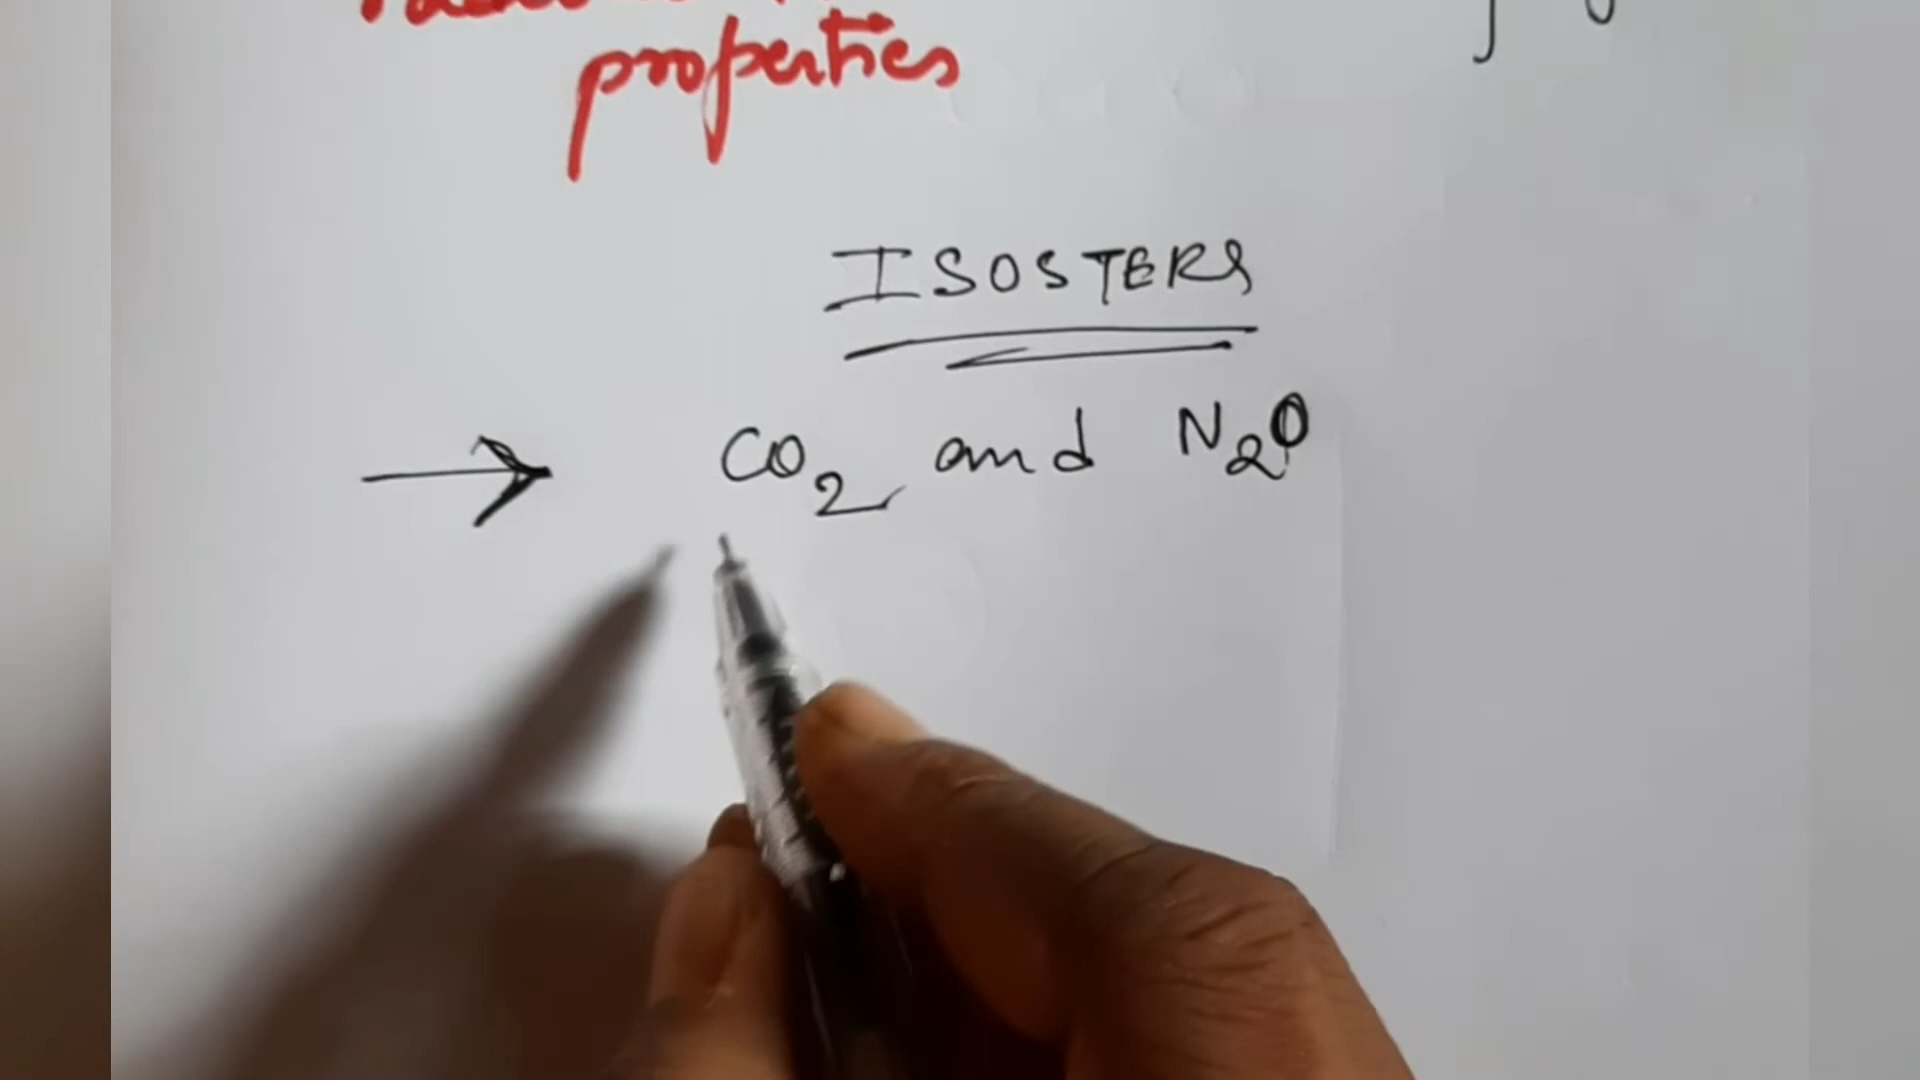 properties
ISOSTERS
→ CO₂ and N₂O